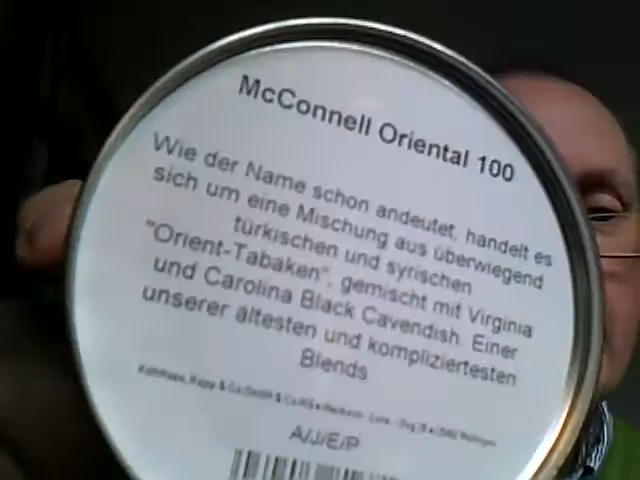 McConnell Oriental 100
Wie der Name schon andeutet, handelt es
sich um eine Mischung aus überwiegend
türkischen und syrischen
"Orient-Tabaken", gemischt mit Virginia
und Carolina Black Cavendish. Einer
unserer ältesten und kompliziertesten
Blends
A/J/E/P